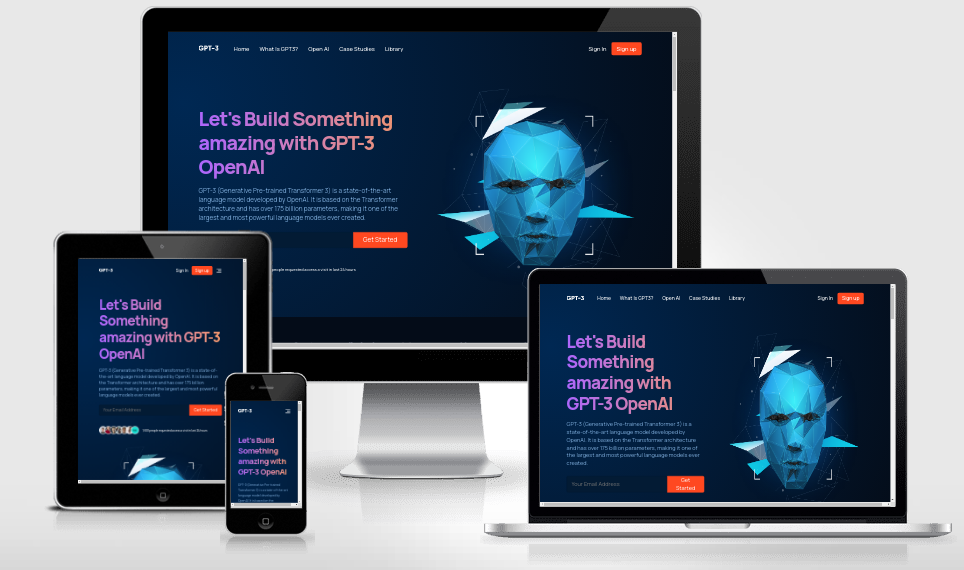 GPT-3 Home What Is GPT3? Open AI Case Studies Library Sign In Sign up
Let's Build Something
amazing with GPT-3
OpenAI
GPT-3 (Generative Pre-trained Transformer 3) is a state-of-the-art
language model developed by OpenAI. It is based on the Transformer
architecture and has over 175 billion parameters, making it one of the
largest and most powerful language models ever created.
Get Started
people requested access a visit in last 24 hours
GPT-3 Sign In Sign up
Let's Build
Something
amazing with GPT-3
OpenAI
GPT-3 (Generative Pre-trained Transformer 3) is a state-of-
the-art language model developed by OpenAI. It is based on
the Transformer architecture and has over 175 billion
parameters, making it one of the largest and most powerful
language models ever created.
Your Email Address Get Started
people requested access a visit in last 24 hours
GPT-3
Let's Build
Something
amazing with
GPT-3 OpenAI
GPT-3 (Generative Pre-trained
Transformer 3) is a state-of-the-art
language model developed by
OpenAI. It is based on the
GPT-3 Home What Is GPT3? Open AI Case Studies Library Sign In Sign up
Let's Build
Something
amazing with
GPT-3 OpenAI
GPT-3 (Generative Pre-trained Transformer 3) is a
state-of-the-art language model developed by
OpenAI. It is based on the Transformer architecture
and has over 175 billion parameters, making it one of
the largest and most powerful language models ever
created.
Your Email Address Get
Started